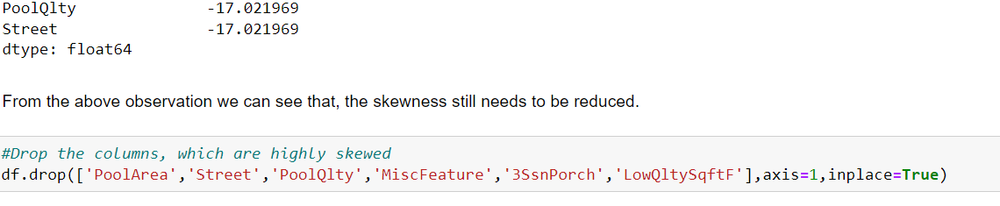 PoolQlty -17.021969
Street -17.021969
dtype: float64
From the above observation we can see that, the skewness still needs to be reduced.
#Drop the columns, which are highly skewed
df.drop(['PoolArea','Street','PoolQlty','MiscFeature','3SsnPorch','LowQltySqftF'],axis=1,inplace=True)